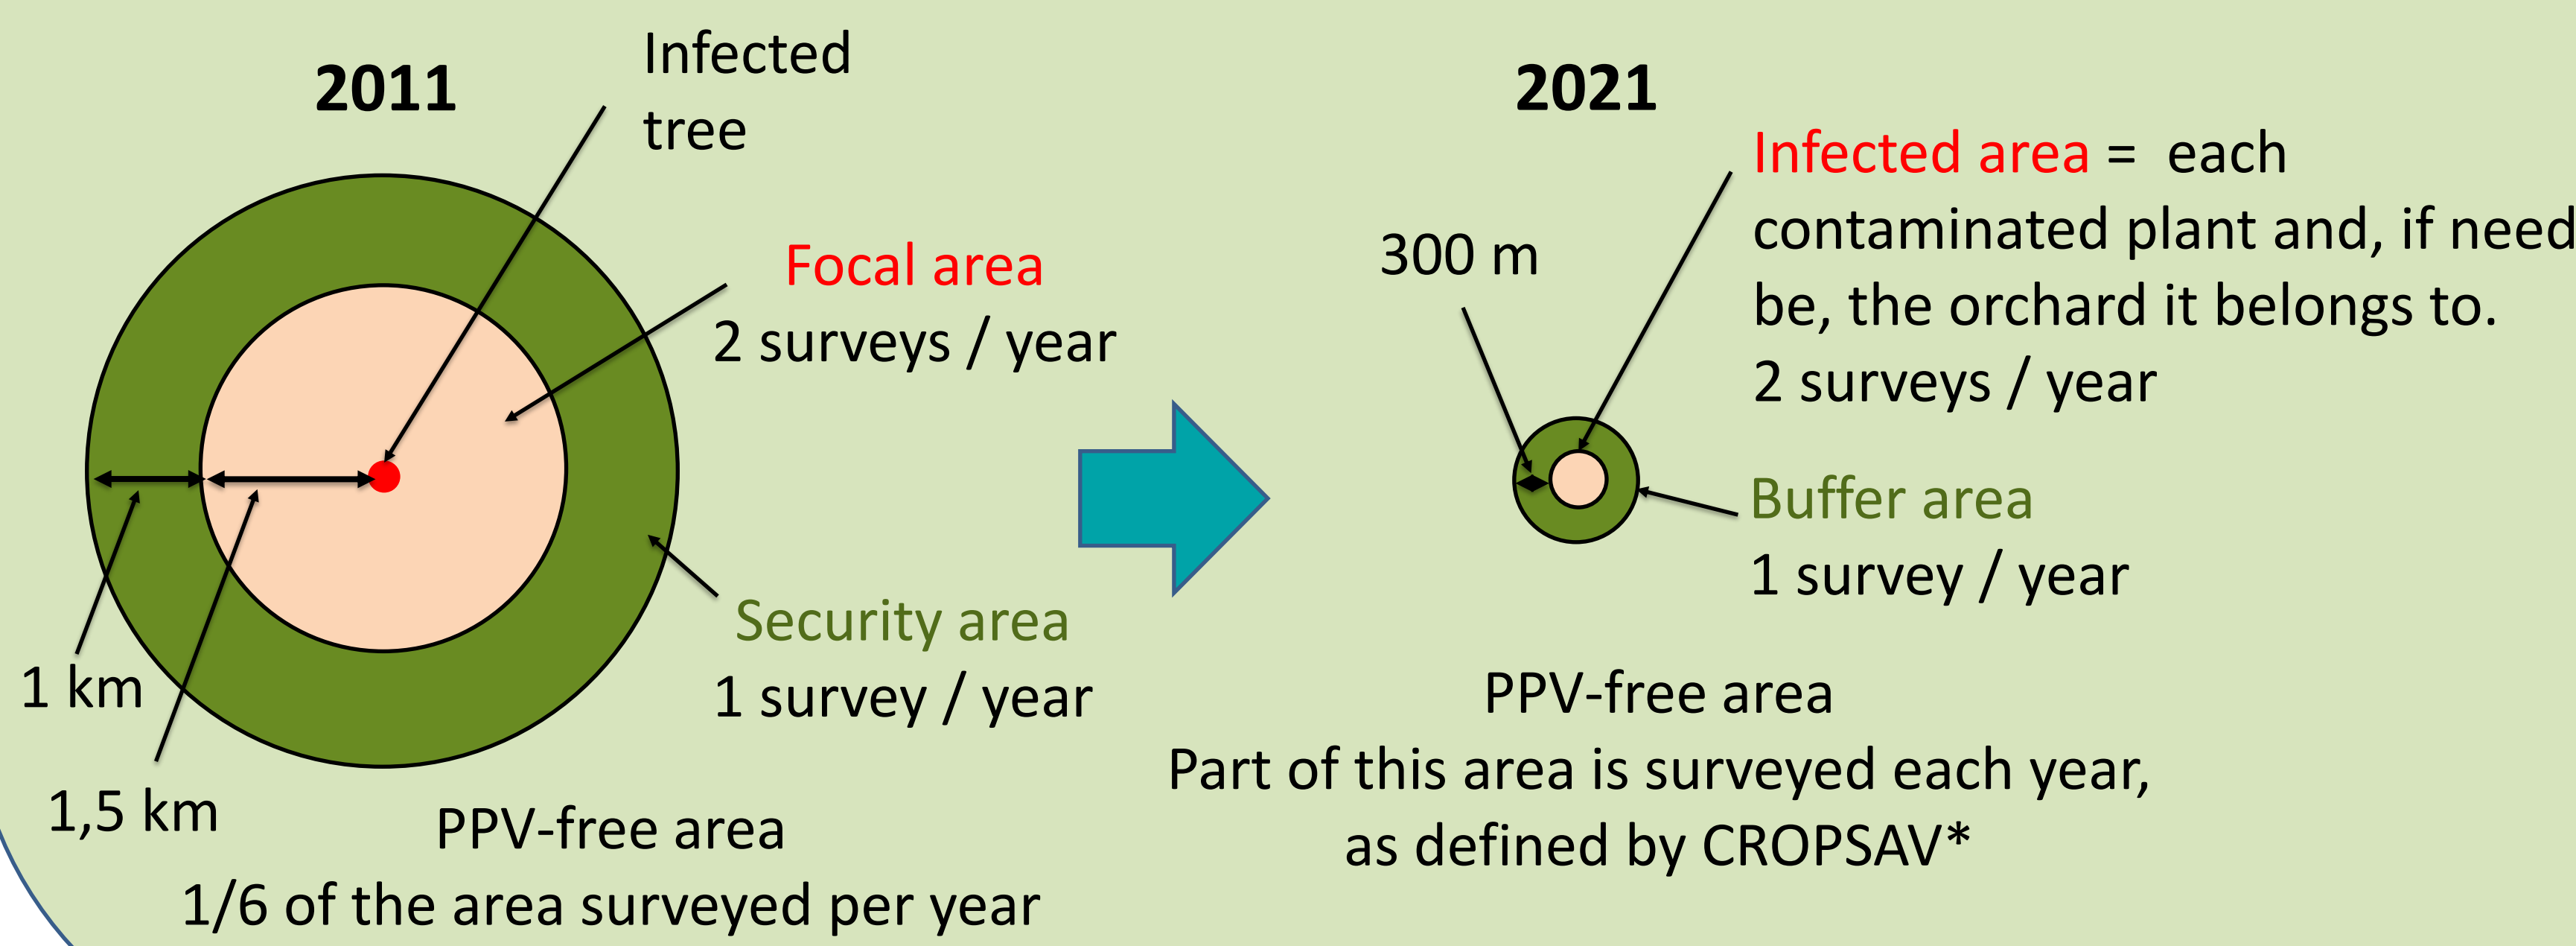 2011
Infected
tree
Focal area
2 surveys / year
Security area
1 survey / year
1 km
1,5 km
PPV-free area
1/6 of the area surveyed per year
2021
300 m
Infected area = each
contaminated plant and, if need
be, the orchard it belongs to.
2 surveys / year
Buffer area
1 survey / year
PPV-free area
Part of this area is surveyed each year,
as defined by CROPSAV*